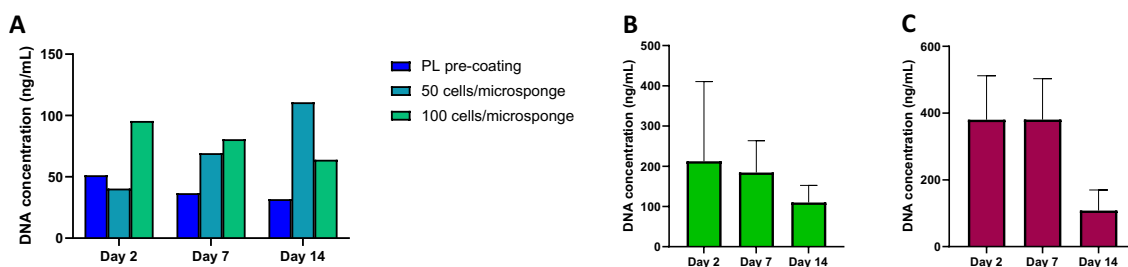 A
DNA concentration (ng/mL)
150
100
50
0
Day 2 Day 7 Day 14
PL pre-coating
50 cells/microsponge
100 cells/microsponge
B
DNA concentration (ng/mL)
500
400
300
200
100
0
Day 2 Day 7 Day 14
C
DNA concentration (ng/mL)
600
400
200
0
Day 2 Day 7 Day 14